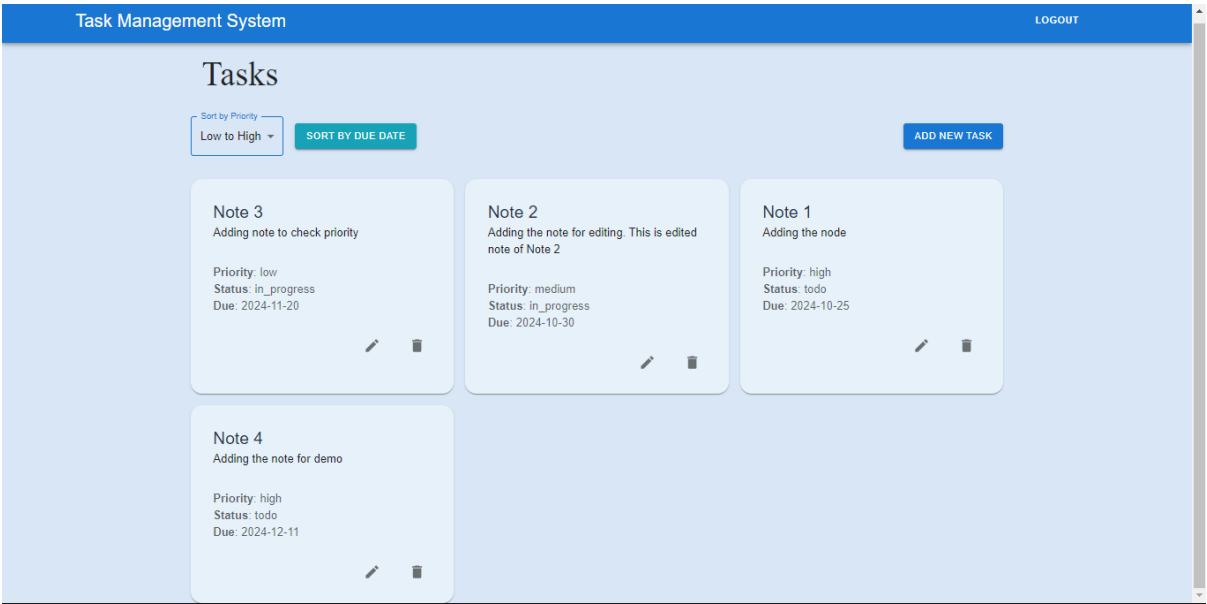 Task Management System
LOGOUT
Tasks
Sort by Priority
Low to High
SORT BY DUE DATE
ADD NEW TASK
Note 3
Adding note to check priority
Priority: low
Status: in_progress
Due: 2024-11-20
Note 2
Adding the note for editing. This is edited
note of Note 2
Priority: medium
Status: in_progress
Due: 2024-10-30
Note 1
Adding the node
Priority: high
Status: todo
Due: 2024-10-25
Note 4
Adding the note for demo
Priority: high
Status: todo
Due: 2024-12-11